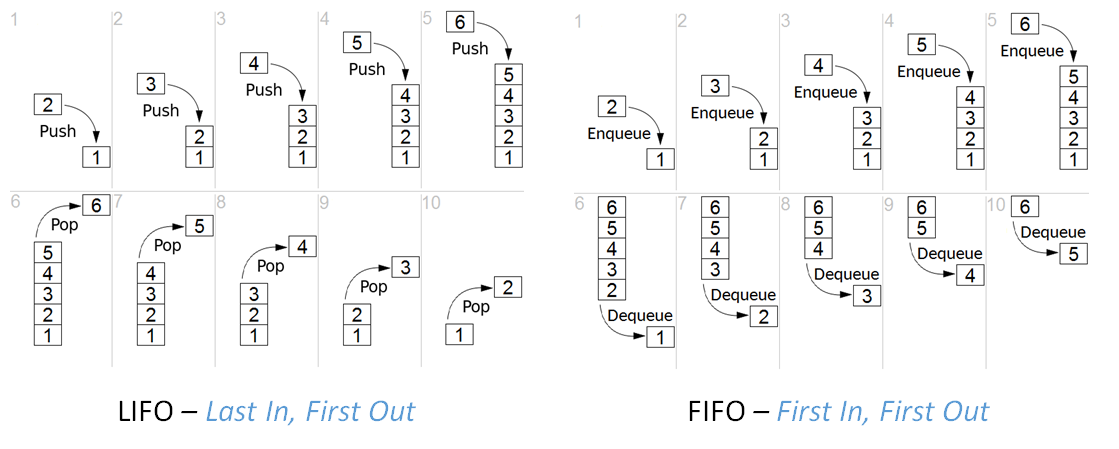 1 2 3 4 5
6
5 Push
4 Push 5
3 Push 4 4
2 Push 3 3 3
Push 2 2 2 2
1 1 1 1 1
6 7 8 9 10
6
Pop 5
5 Pop 4
4 4 Pop 3
3 3 3 Pop 2
2 2 2 2 Pop
1 1 1 1 1
LIFO – Last In, First Out
1 2 3 4 5
6
5 Enqueue
4 Enqueue 5
3 Enqueue 4 4
2 Enqueue 3 3 3
Enqueue 2 2 2 2
1 1 1 1 1
6 7 8 9 10
6 6 6 6 6
5 5 5 5 Dequeue
4 4 4 Dequeue 5
3 3 Dequeue 4
2 Dequeue 3
Dequeue 2
1
FIFO – First In, First Out